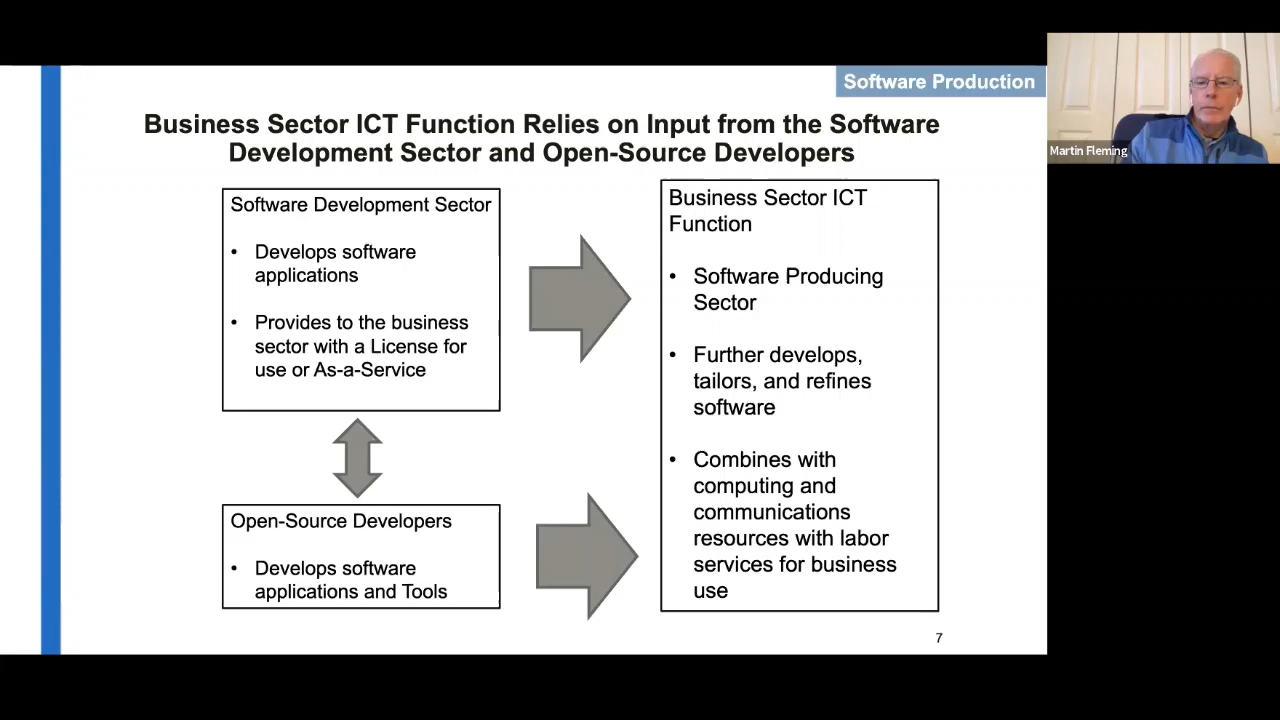 Software Production
Martin Fleming
Business Sector ICT Function Relies on Input from the Software
Development Sector and Open-Source Developers
Software Development Sector
• Develops software
applications
• Provides to the business
sector with a License for
use or As-a-Service
Open-Source Developers
• Develops software
applications and Tools
Business Sector ICT
Function
• Software Producing
Sector
• Further develops,
tailors, and refines
software
• Combines with
computing and
communications
resources with labor
services for business
use
7